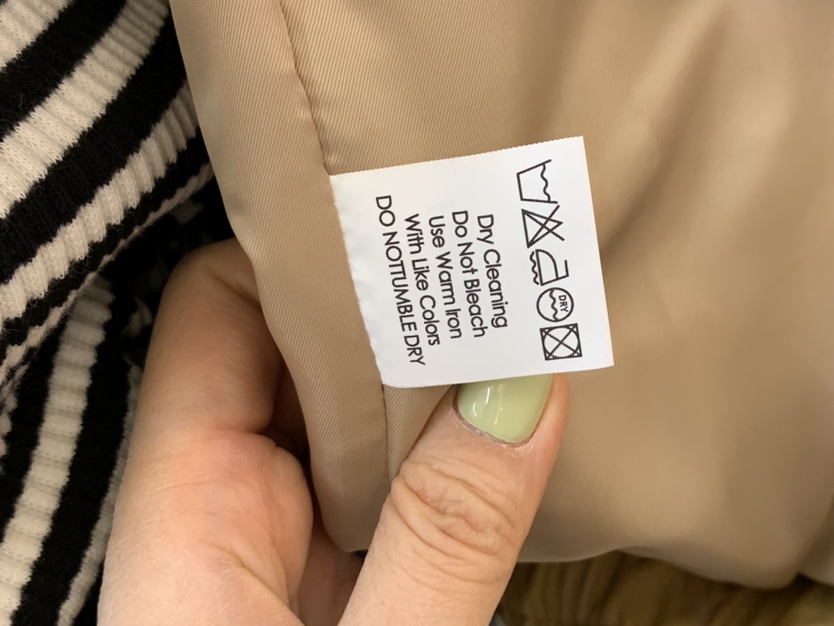 DRY
Dry Cleaning
Do Not Bleach
Use Warm Iron
With Like Colors
DO NOTTUMBLE DRY